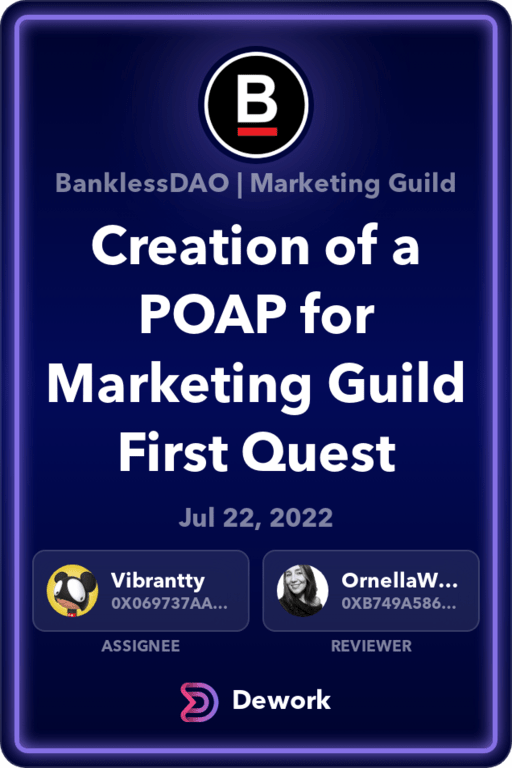 B
BanklessDAO | Marketing Guild
Creation of a
POAP for
Marketing Guild
First Quest
Jul 22, 2022
Vibrantty
0X069737AA...
ASSIGNEE
OrnellaW...
0XB749A586...
REVIEWER
Dework